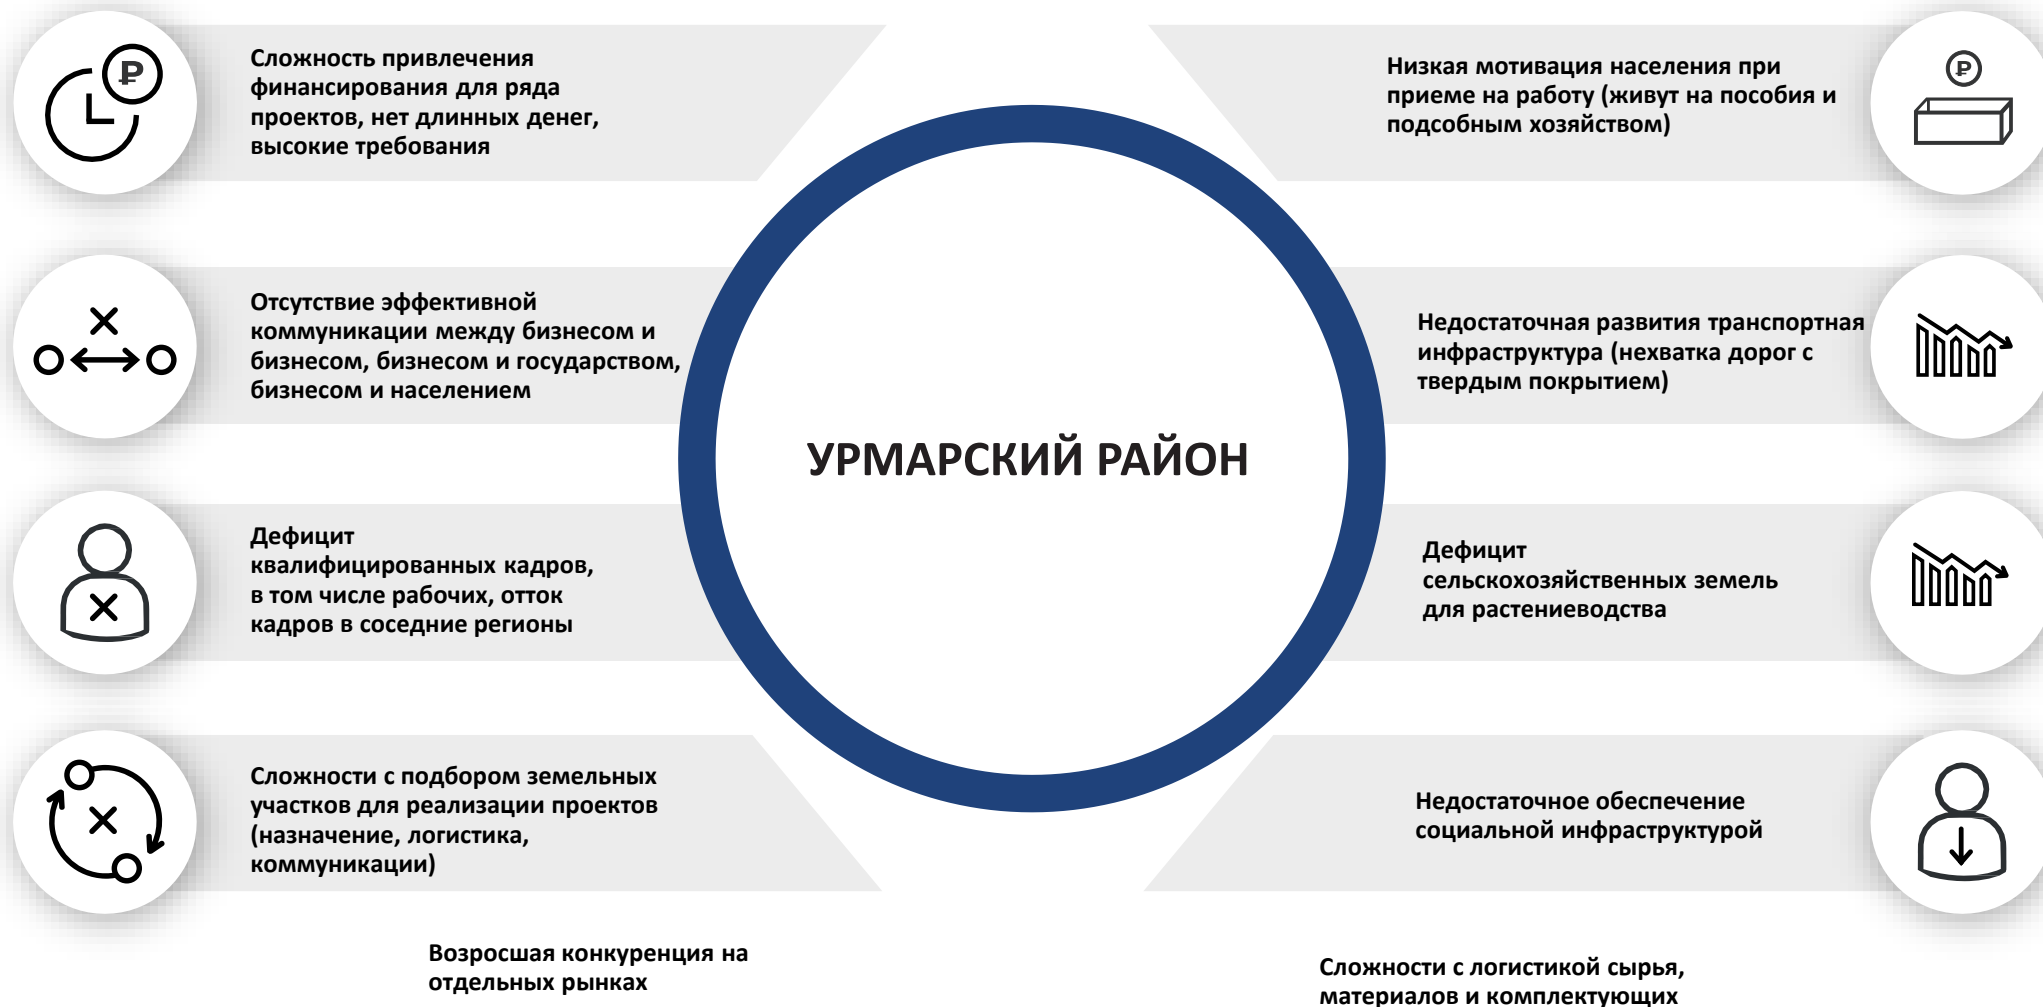 Сложность привлечения
финансирования для ряда
проектов, нет длинных денег,
высокие требования
Отсутствие эффективной
коммуникации между бизнесом и
бизнесом, бизнесом и государством,
бизнесом и населением
Дефицит
квалифицированных кадров,
в том числе рабочих, отток
кадров в соседние регионы
Сложности с подбором земельных
участков для реализации проектов
(назначение, логистика,
коммуникации)
Возросшая конкуренция на
отдельных рынках
УРМАРСКИЙ РАЙОН
Низкая мотивация населения при
приеме на работу (живут на пособия и
подсобным хозяйством)
Недостаточная развития транспортная
инфраструктура (нехватка дорог с
твердым покрытием)
Дефицит
сельскохозяйственных земель
для растениеводства
Недостаточное обеспечение
социальной инфраструктурой
Сложности с логистикой сырья,
материалов и комплектующих